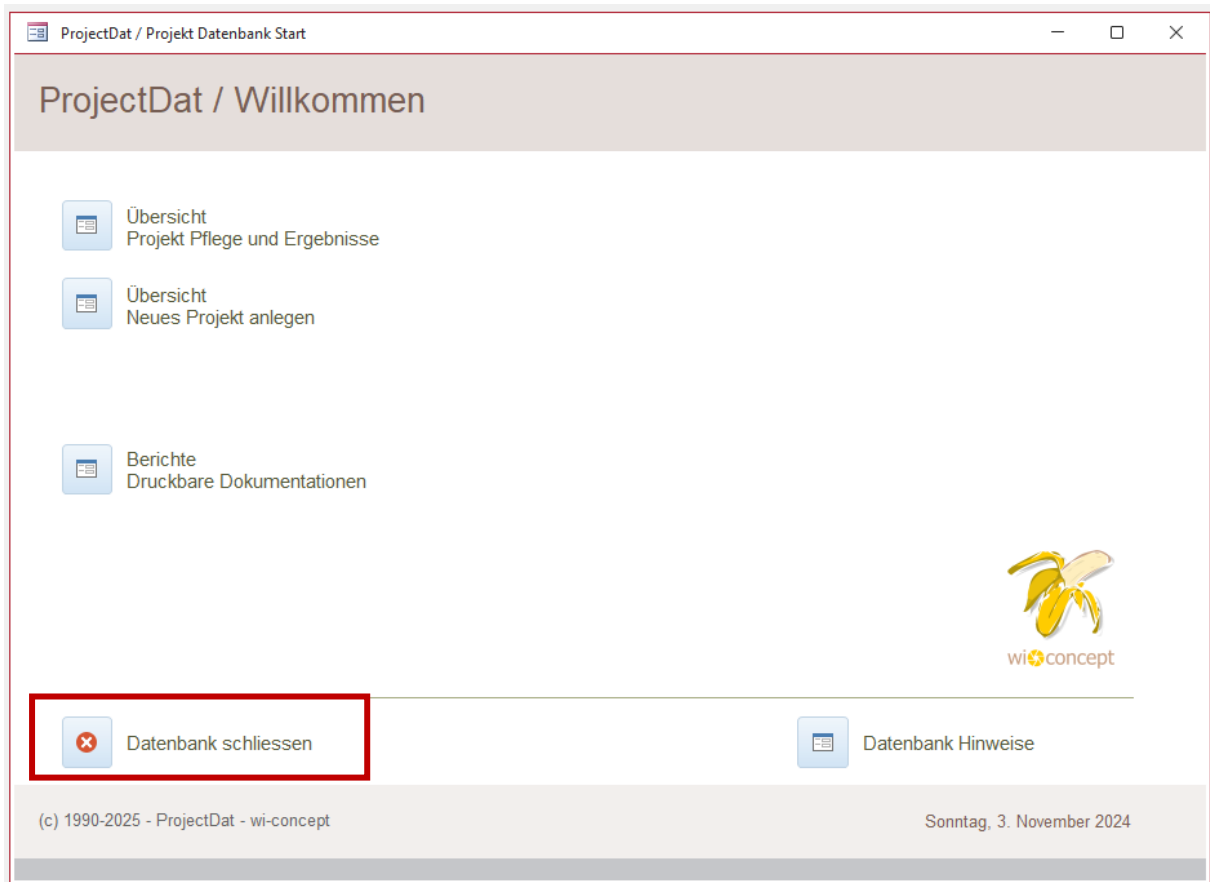 ProjectDat / Projekt Datenbank Start
ProjectDat / Willkommen
Übersicht
Projekt Pflege und Ergebnisse
Übersicht
Neues Projekt anlegen
Berichte
Druckbare Dokumentationen
wi concept
Datenbank schliessen
Datenbank Hinweise
(c) 1990-2025 - ProjectDat - wi-concept
Sonntag, 3. November 2024